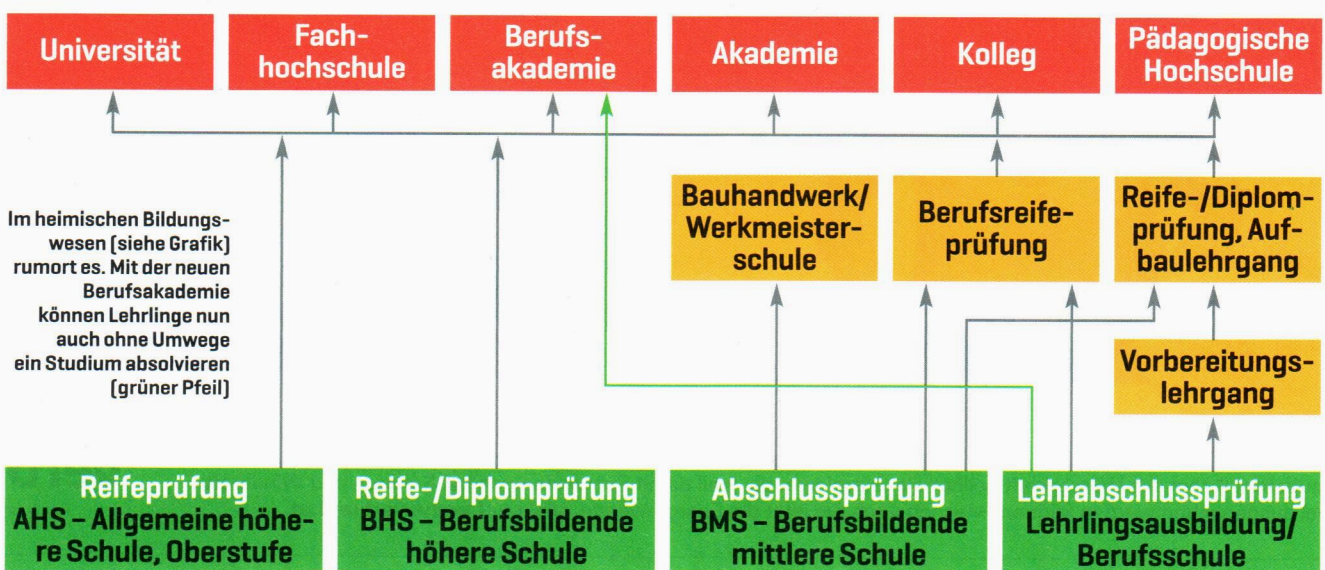 Universität
Fach-
hochschule
Berufs-
akademie
Akademie
Kolleg
Pädagogische
Hochschule
Im heimischen Bildungs-
wesen (siehe Grafik)
rumort es. Mit der neuen
Berufsakademie
können Lehrlinge nun
auch ohne Umwege
ein Studium absolvieren
(grüner Pfeil)
Bauhandwerk/
Werkmeister-
schule
Berufsreife-
prüfung
Reife-/Diplom-
prüfung, Auf-
baulehrgang
Vorbereitungs-
lehrgang
Reifeprüfung
AHS – Allgemeine höhe-
re Schule, Oberstufe
Reife-/Diplomprüfung
BHS – Berufsbildende
höhere Schule
Abschlussprüfung
BMS – Berufsbildende
mittlere Schule
Lehrabschlussprüfung
Lehrlingsausbildung/
Berufsschule